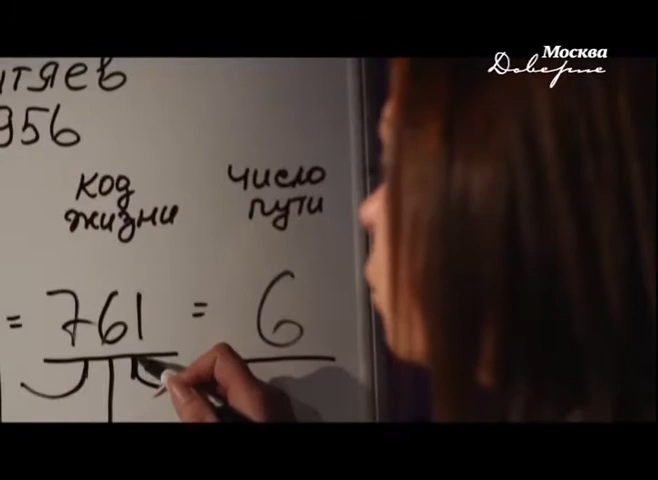 Москва
Доверие
тяев
956
код число
жизни пути
= 761 = 6